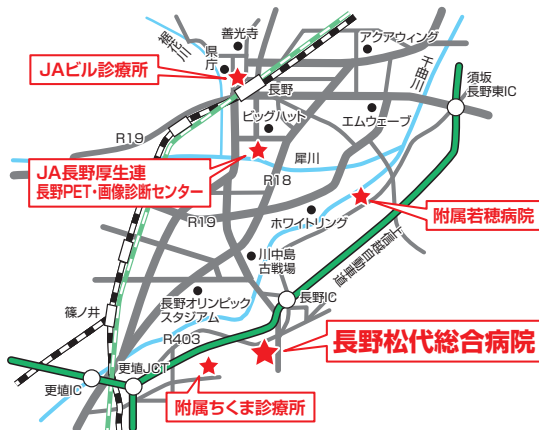 善光寺
裾花川
アクアウィング
県庁
千曲川
JAビル診療所
須坂
長野東IC
長野
ビッグハット
エムウェーブ
R19
JA長野厚生連
長野PET・画像診断センター
犀川
R18
附属若穂病院
R19
ホワイトリング
上信越自動車道
川中島
古戦場
長野IC
長野オリンピック
スタジアム
篠ノ井
R403
長野松代総合病院
更埴JCT
更埴IC
附属ちくま診療所